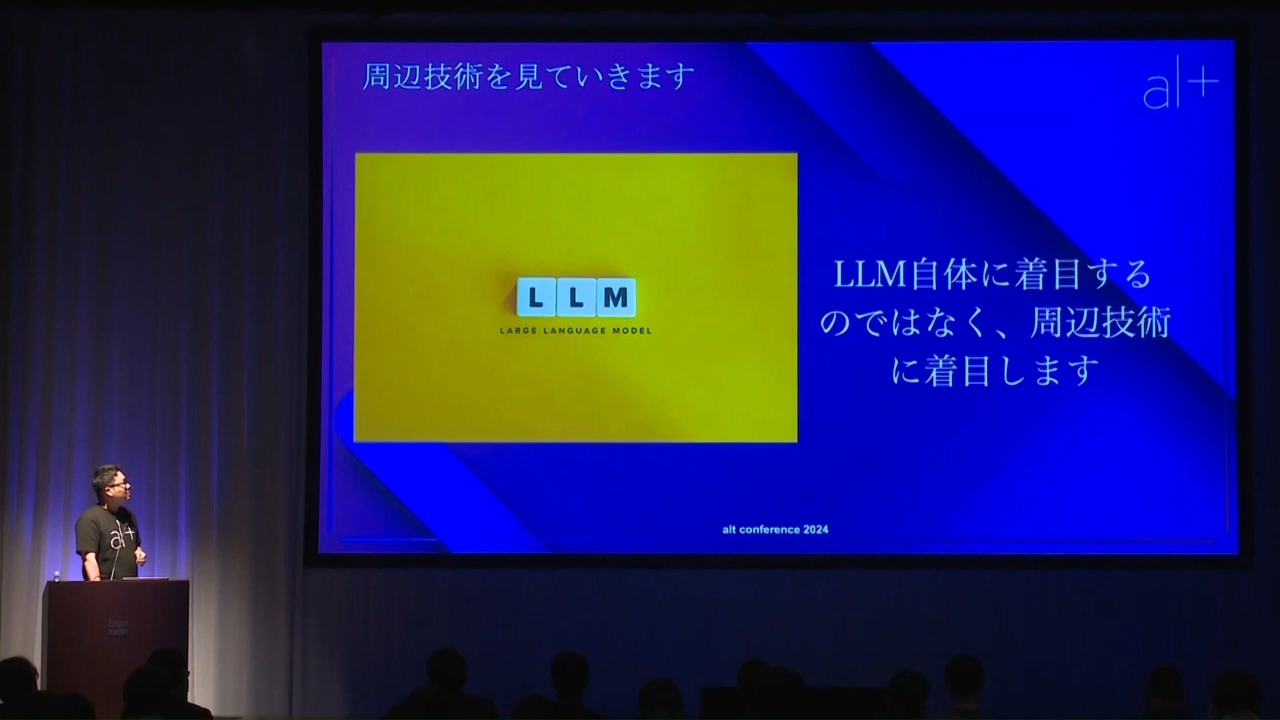 周辺技術を見ていきます
al+
L L M
LARGE LANGUAGE MODEL
LLM自体に着目する
のではなく、周辺技術
に着目します
alt conference 2024
al+